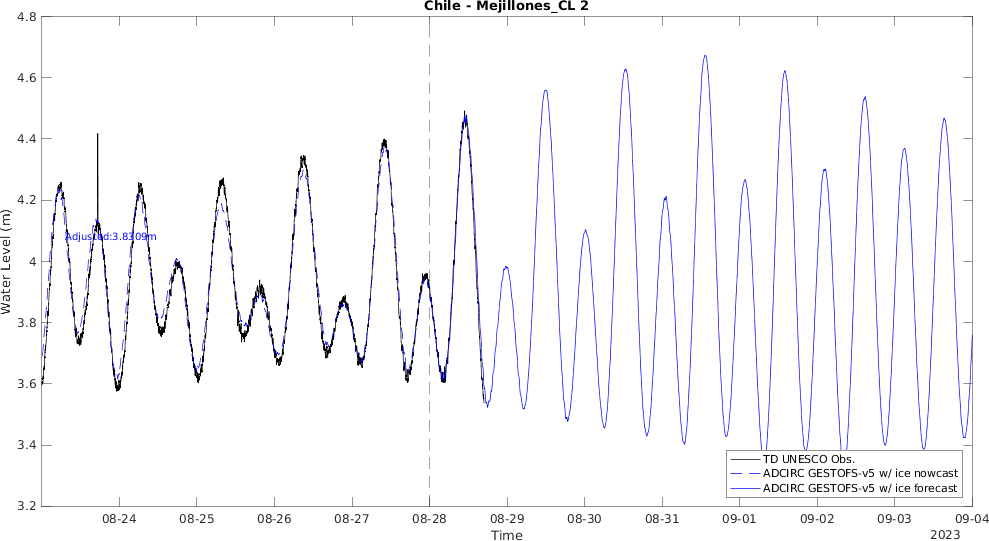 Chile - Mejillones_CL 2
4.8
4.6
4.4
4.2
4
3.8
3.6
3.4
3.2
Water Level (m)
Adjusted:3.8309m
TD UNESCO Obs.
ADCIRC GESTOFS-v5 w/ ice nowcast
ADCIRC GESTOFS-v5 w/ ice forecast
08-24 08-25 08-26 08-27 08-28 08-29 08-30 08-31 09-01 09-02 09-03 09-04
Time
2023